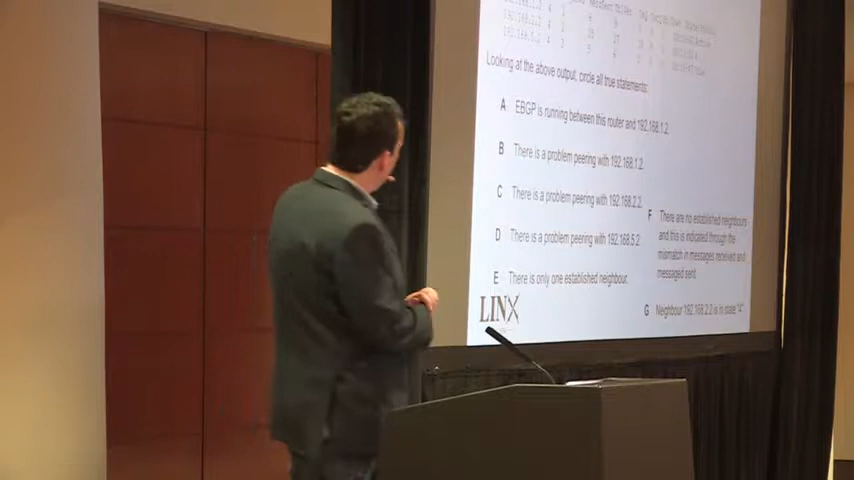 Looking at the above output, circle all true statements:
A EBGP is running between this router and 192.168.1.2.
B There is a problem peering with 192.168.1.2.
C There is a problem peering with 192.168.2.2.
D There is a problem peering with 192.168.5.2.
E There is only one established neighbour.
F There are no established neighbours
and this is indicated through the
mismatch in messages received and
messaged sent.
G Neighbour 192.168.2.2 is in state "4"
LINX